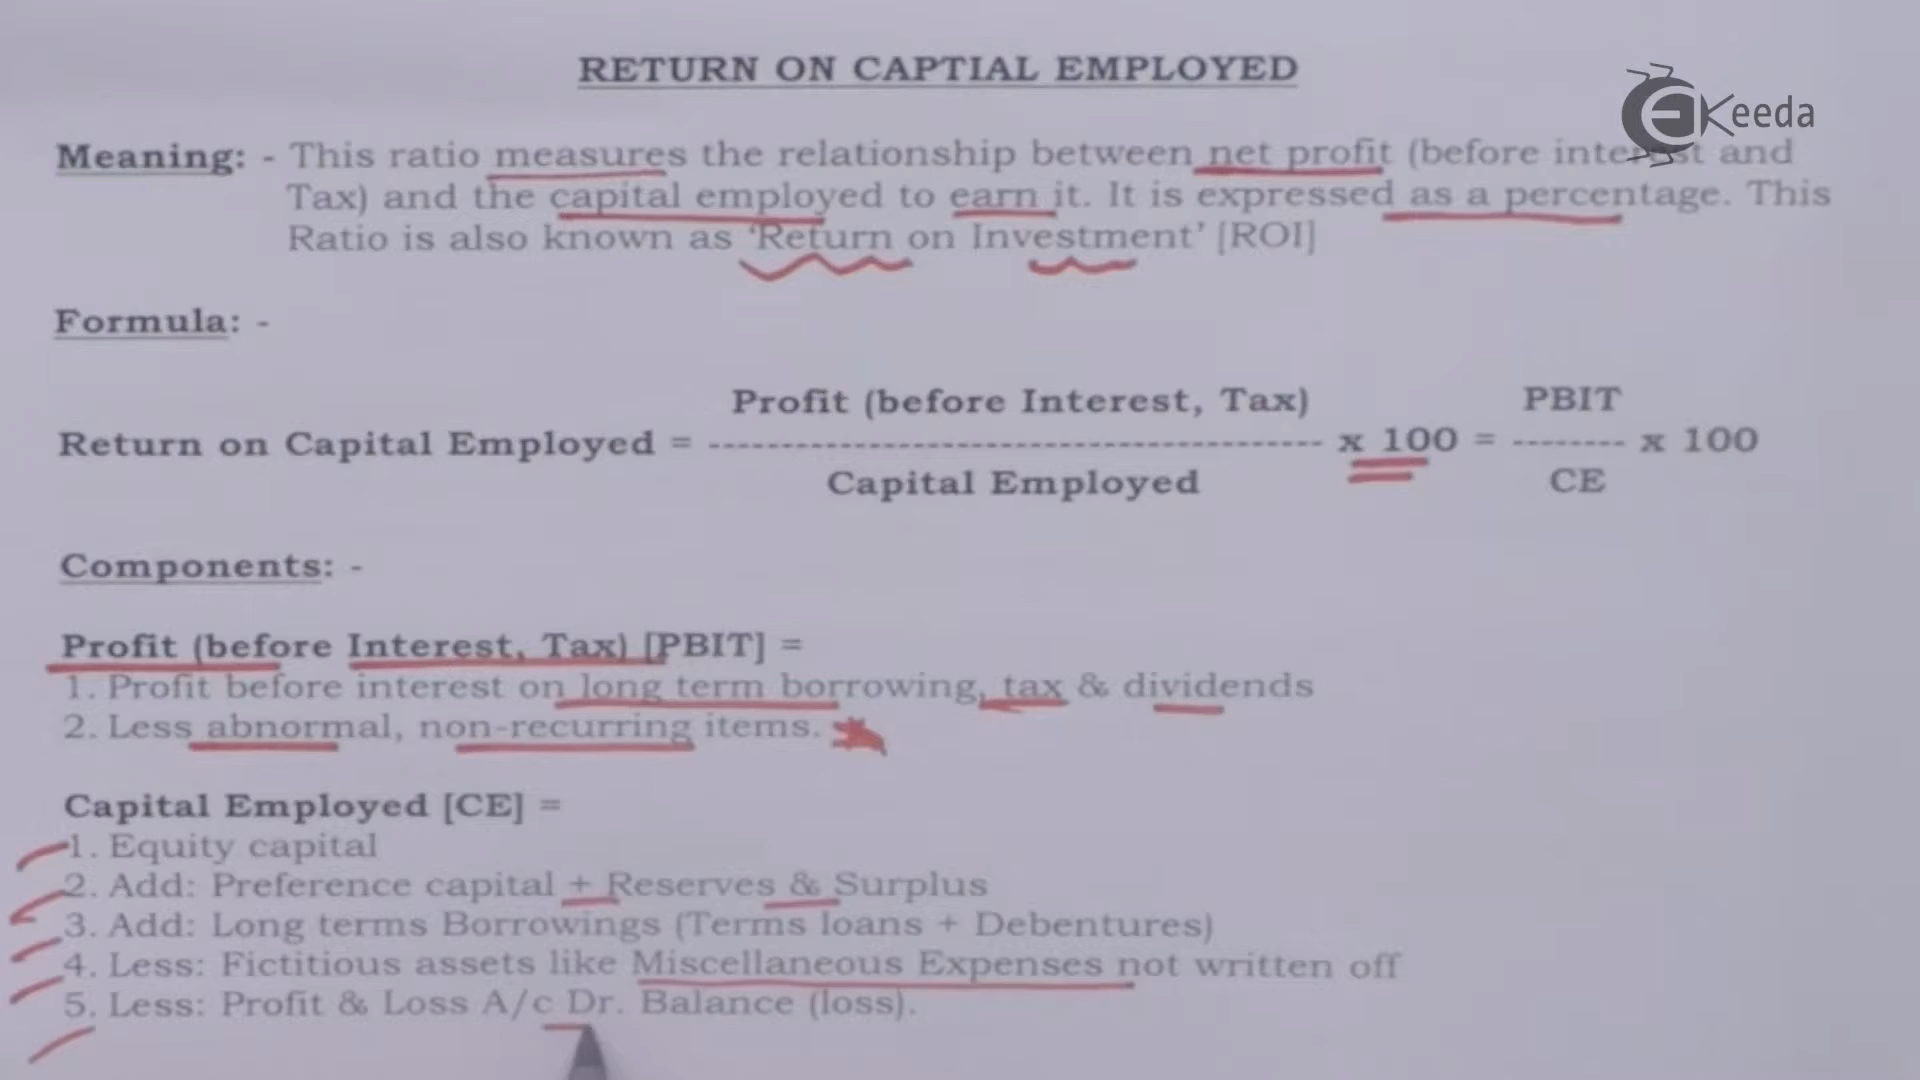 RETURN ON CAPTIAL EMPLOYED
Keeda
Meaning: - This ratio measures the relationship between net profit (before interest and
Tax) and the capital employed to earn it. It is expressed as a percentage. This
Ratio is also known as ‘Return on Investment’ [ROI]
Formula: -
Profit (before Interest, Tax) PBIT
Return on Capital Employed = ---------------------------------------- x 100 = -------- x 100
Capital Employed CE
Components: -
Profit (before Interest, Tax) [PBIT] =
1. Profit before interest on long term borrowing, tax & dividends
2. Less abnormal, non-recurring items.
Capital Employed [CE] =
1. Equity capital
2. Add: Preference capital + Reserves & Surplus
3. Add: Long terms Borrowings (Terms loans + Debentures)
4. Less: Fictitious assets like Miscellaneous Expenses not written off
5. Less: Profit & Loss A/c Dr. Balance (loss).